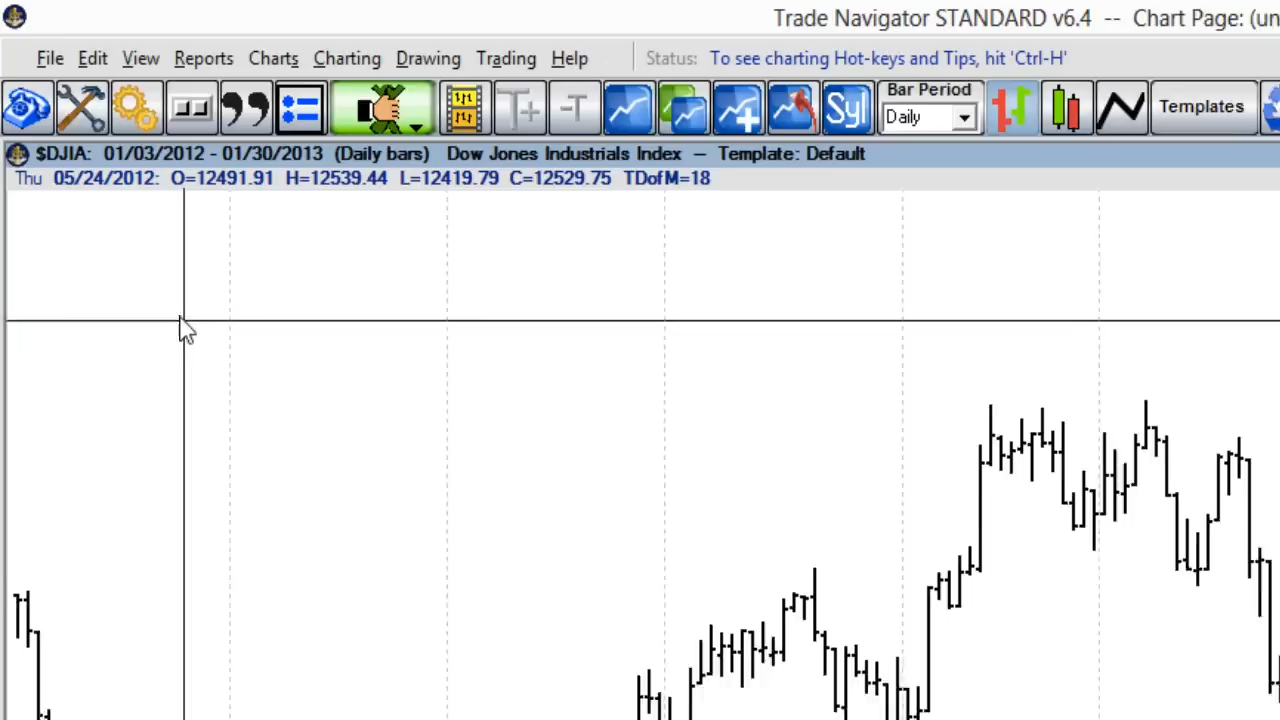 Trade Navigator STANDARD v6.4 -- Chart Page: (un
File Edit View Reports Charts Charting Drawing Trading Help Status: To see charting Hot-keys and Tips, hit 'Ctrl-H'
T+ -T Syl Bar Period Templates
Daily
$DJIA: 01/03/2012 - 01/30/2013 (Daily bars) Dow Jones Industrials Index - Template: Default
Thu 05/24/2012: O=12491.91 H=12539.44 L=12419.79 C=12529.75 TDofM=18